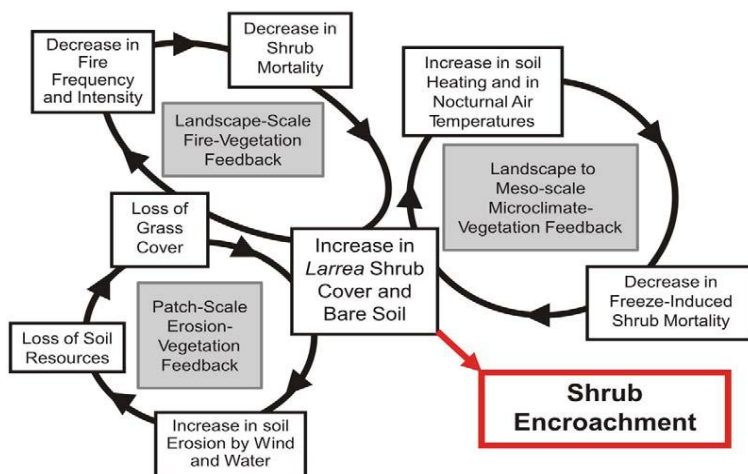 Decrease in
Fire
Frequency
and Intensity
Decrease in
Shrub
Mortality
Landscape-Scale
Fire-Vegetation
Feedback
Increase in soil
Heating and in
Nocturnal Air
Temperatures
Landscape to
Meso-scale
Microclimate-
Vegetation Feedback
Loss of
Grass
Cover
Increase in
Larrea Shrub
Cover and
Bare Soil
Decrease in
Freeze-Induced
Shrub Mortality
Patch-Scale
Erosion-
Vegetation
Feedback
Loss of Soil
Resources
Increase in soil
Erosion by Wind
and Water
Shrub
Encroachment